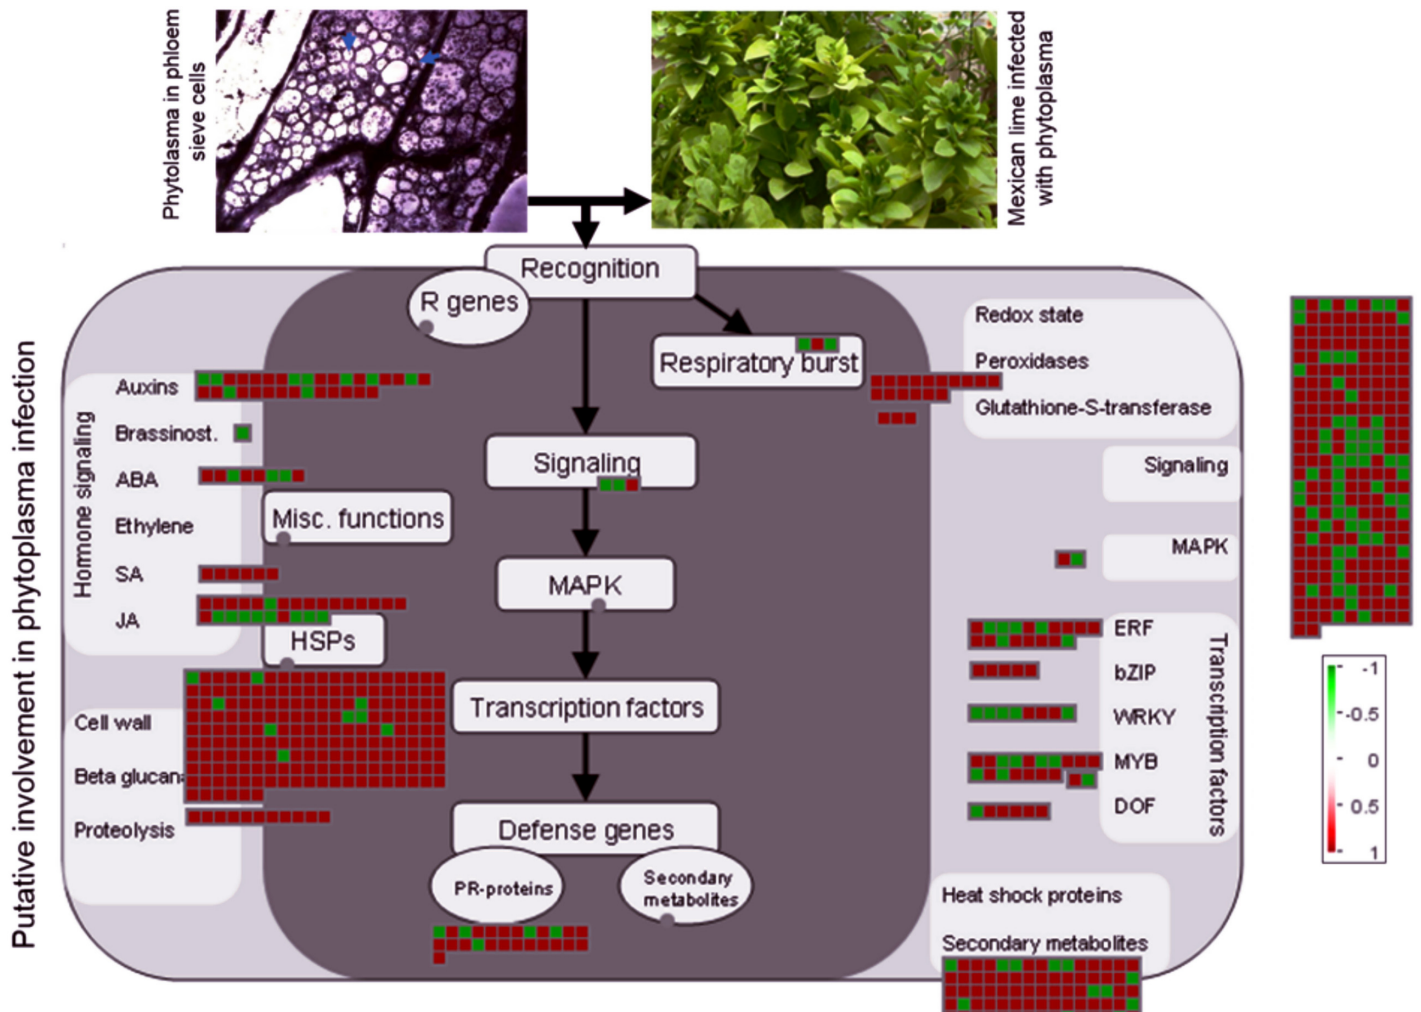 Phytolasma in phloem
sieve cells
Mexican lime infected
with phytoplasma
Putative involvement in phytoplasma infection
Recognition
R genes
Respiratory burst
Redox state
Peroxidases
Glutathione-S-transferase
Hormone signaling
Auxins
Brassinost.
ABA
Ethylene
SA
JA
Signaling
Signaling
Misc. functions
MAPK
MAPK
HSPs
Transcription factors
ERF
bZIP
WRKY
MYB
DOF
Transcription factors
Cell wall
Beta glucan
Proteolysis
Defense genes
PR-proteins
Secondary
metabolites
Heat shock proteins
Secondary metabolites
-1
-0.5
0
0.5
1